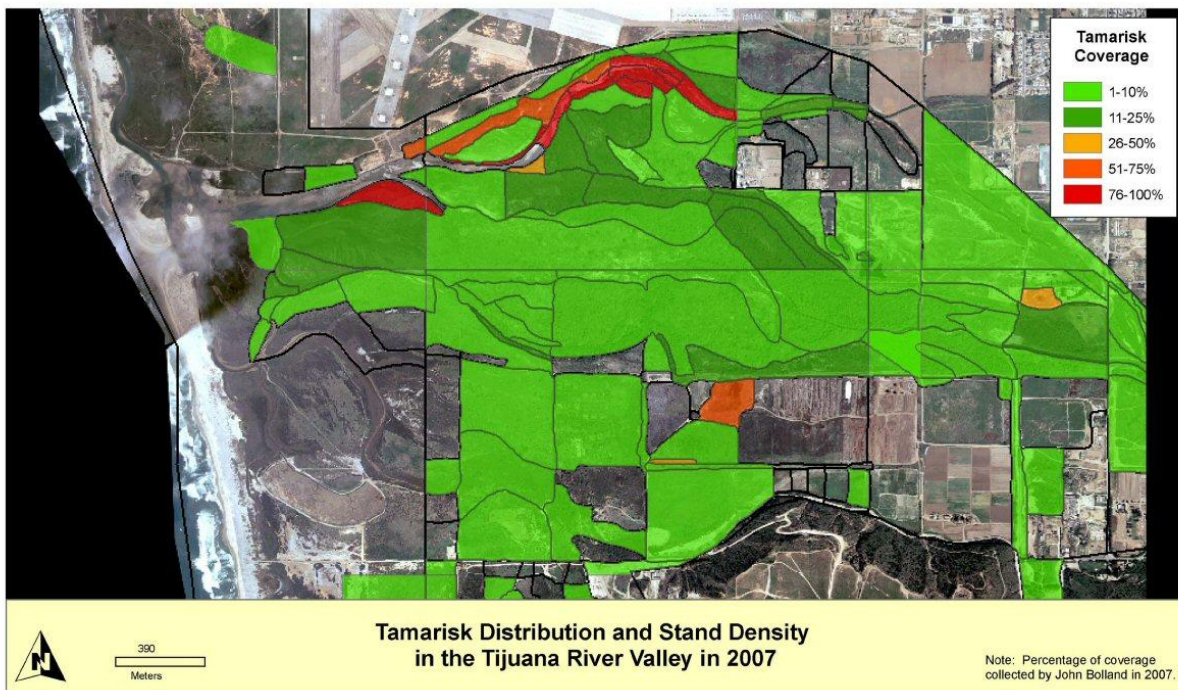 Tamarisk
Coverage
1-10%
11-25%
26-50%
51-75%
76-100%
N
390
Meters
Tamarisk Distribution and Stand Density
in the Tijuana River Valley in 2007
Note: Percentage of coverage
collected by John Bolland in 2007.